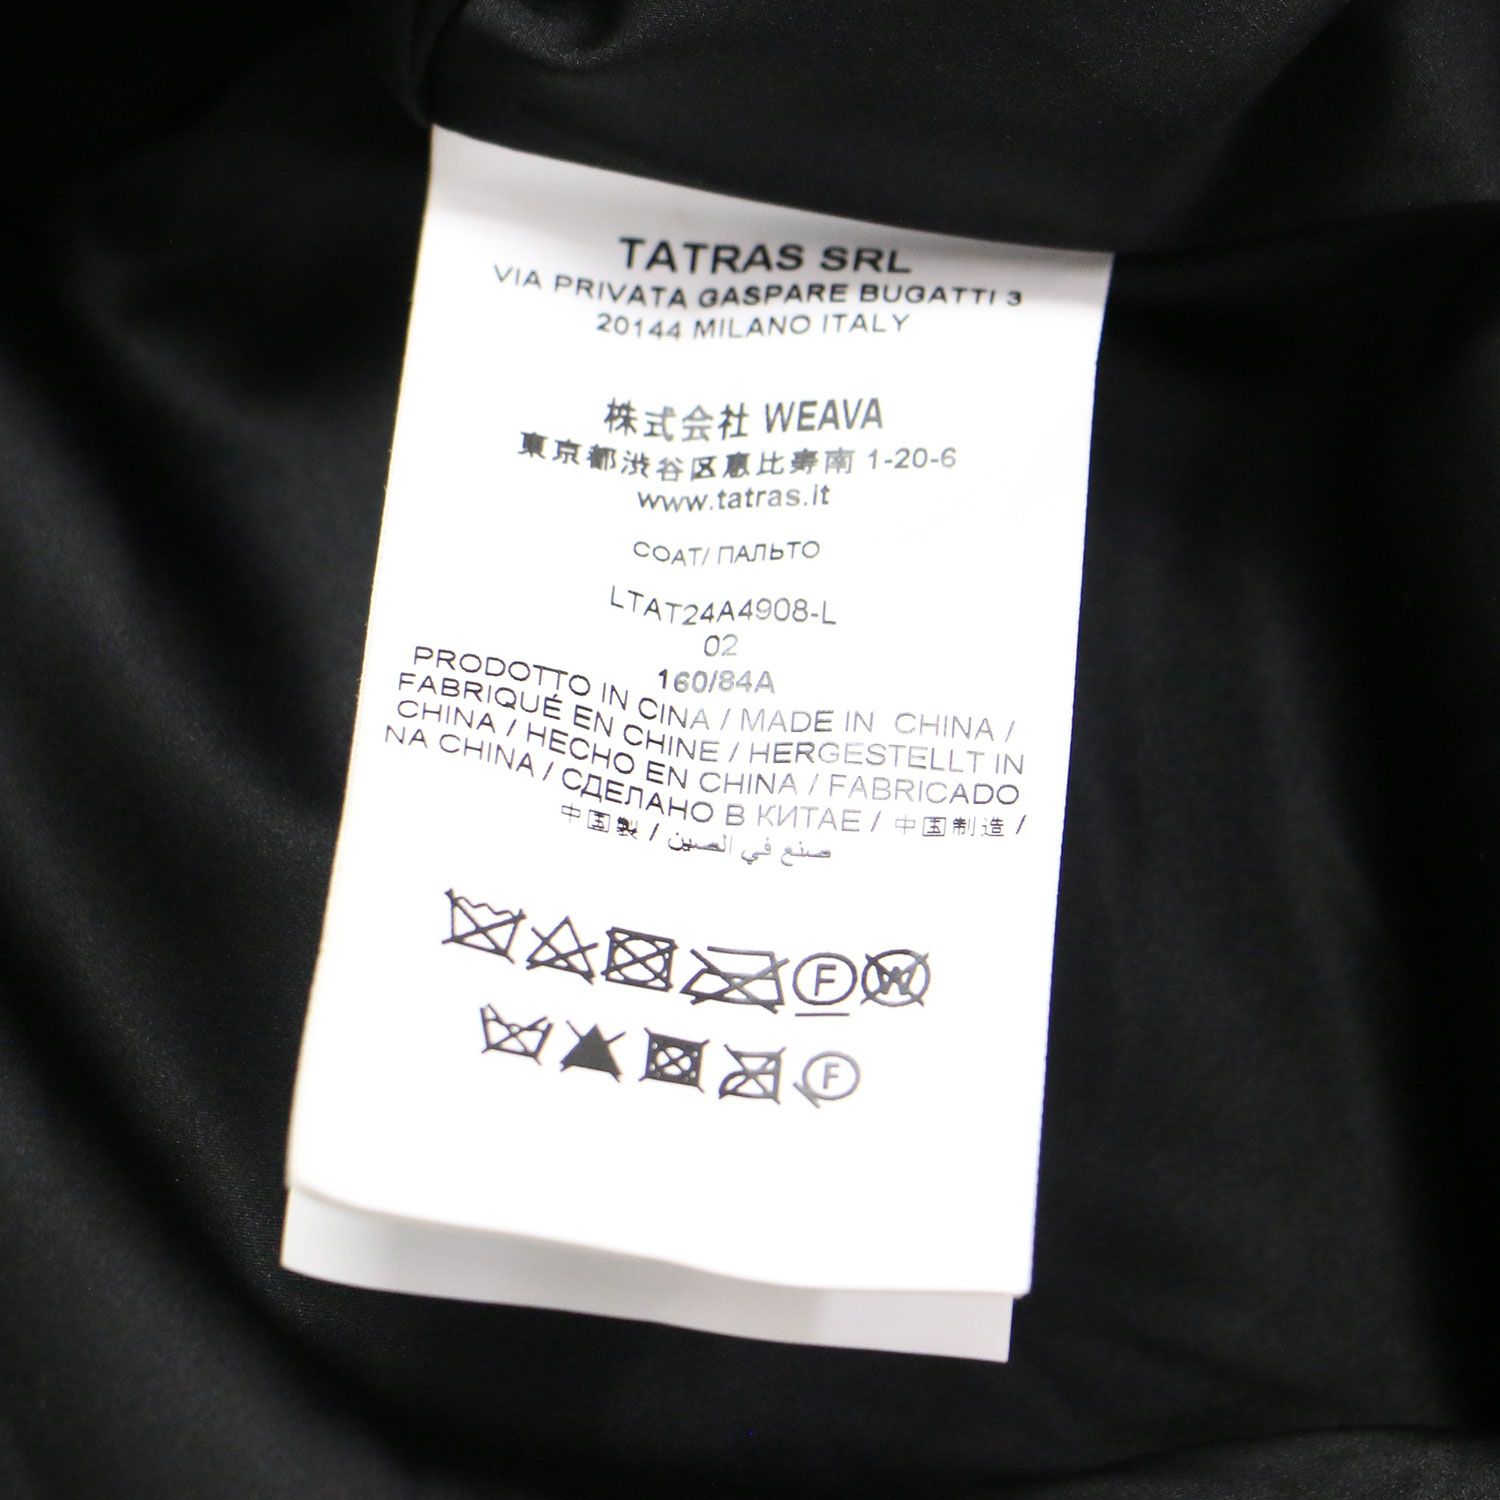 TATRAS SRL
VIA PRIVATA GASPARE BUGATTI 3
20144 MILANO ITALY
株式会社 WEAVA
東京都渋谷区恵比寿南 1-20-6
www.tatras.it
COAT/ ПАЛЬТО
LTAT24A4908-L
02
160/84A
PRODOTTO IN CINA / MADE IN CHINA /
FABRIQUÉ EN CHINE / HERGESTELLT IN
CHINA / HECHO EN CHINA / FABRICADO
NA CHINA / СДЕЛАНО В КИТАЕ / 中国制造 /
中国製 / صنع في الصين
F W
F